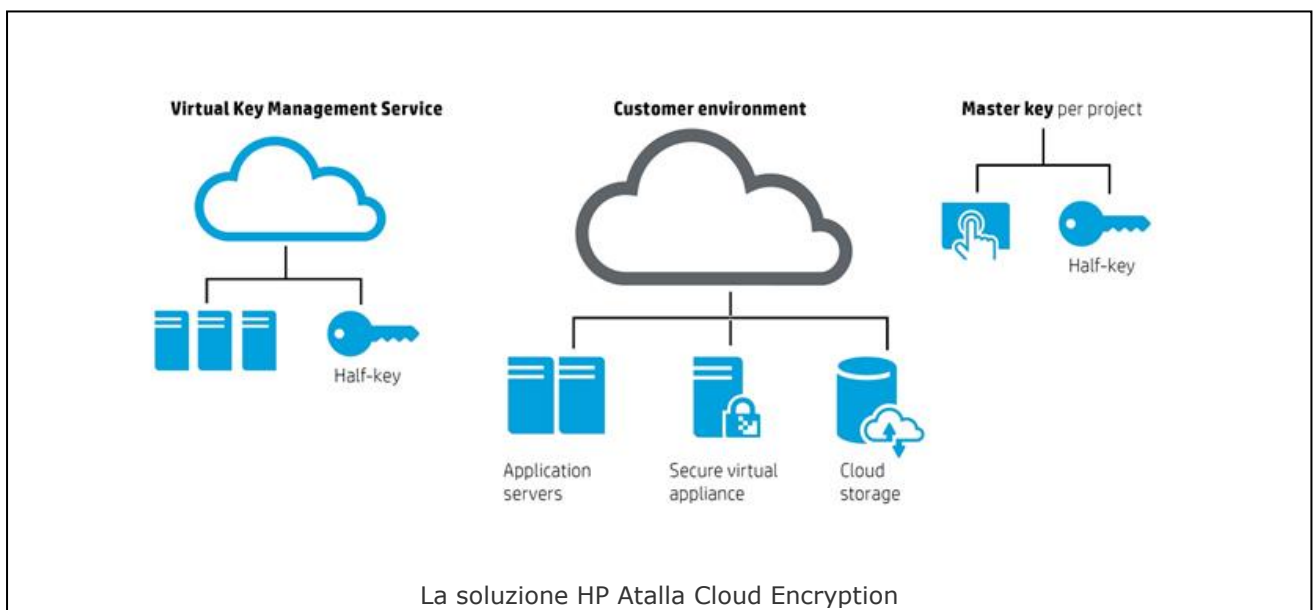 Virtual Key Management Service
Half-key
Customer environment
Application
servers
Secure virtual
appliance
Cloud
storage
Master key per project
Half-key
La soluzione HP Atalla Cloud Encryption